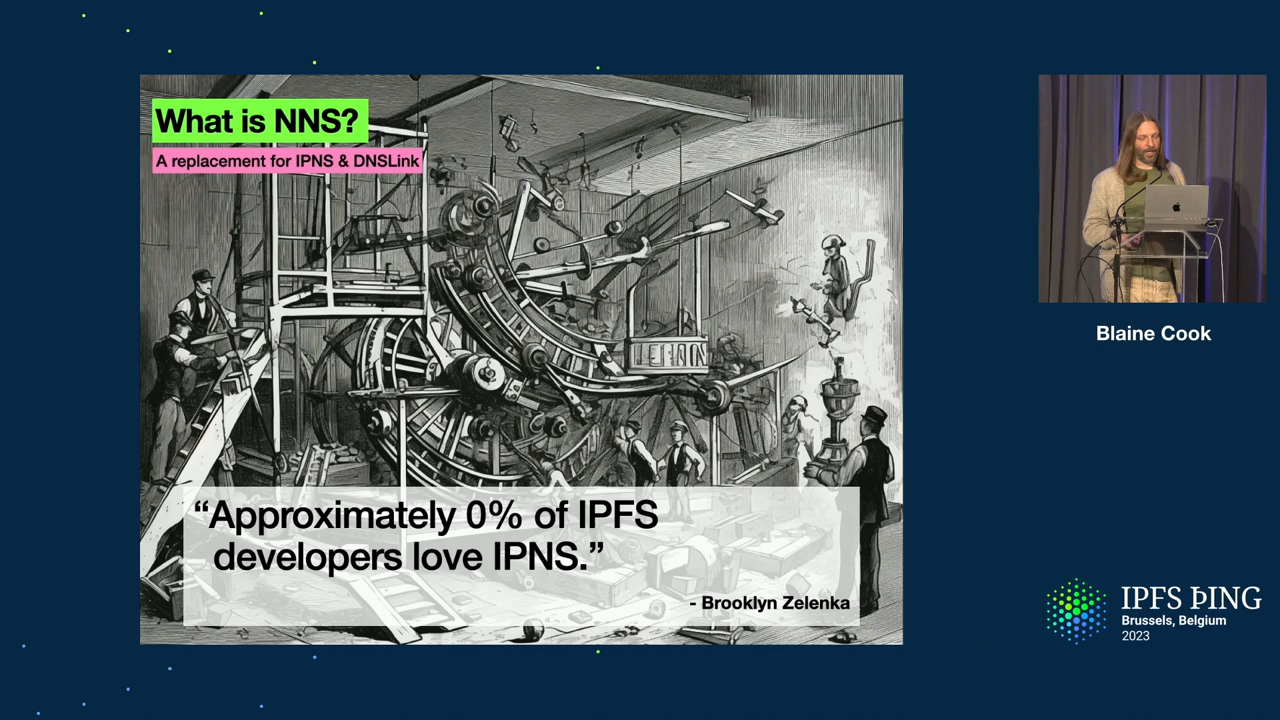 What is NNS?
A replacement for IPNS & DNSLink
“Approximately 0% of IPFS
developers love IPNS.”
- Brooklyn Zelenka
Blaine Cook
IPFS ÞING
Brussels, Belgium
2023